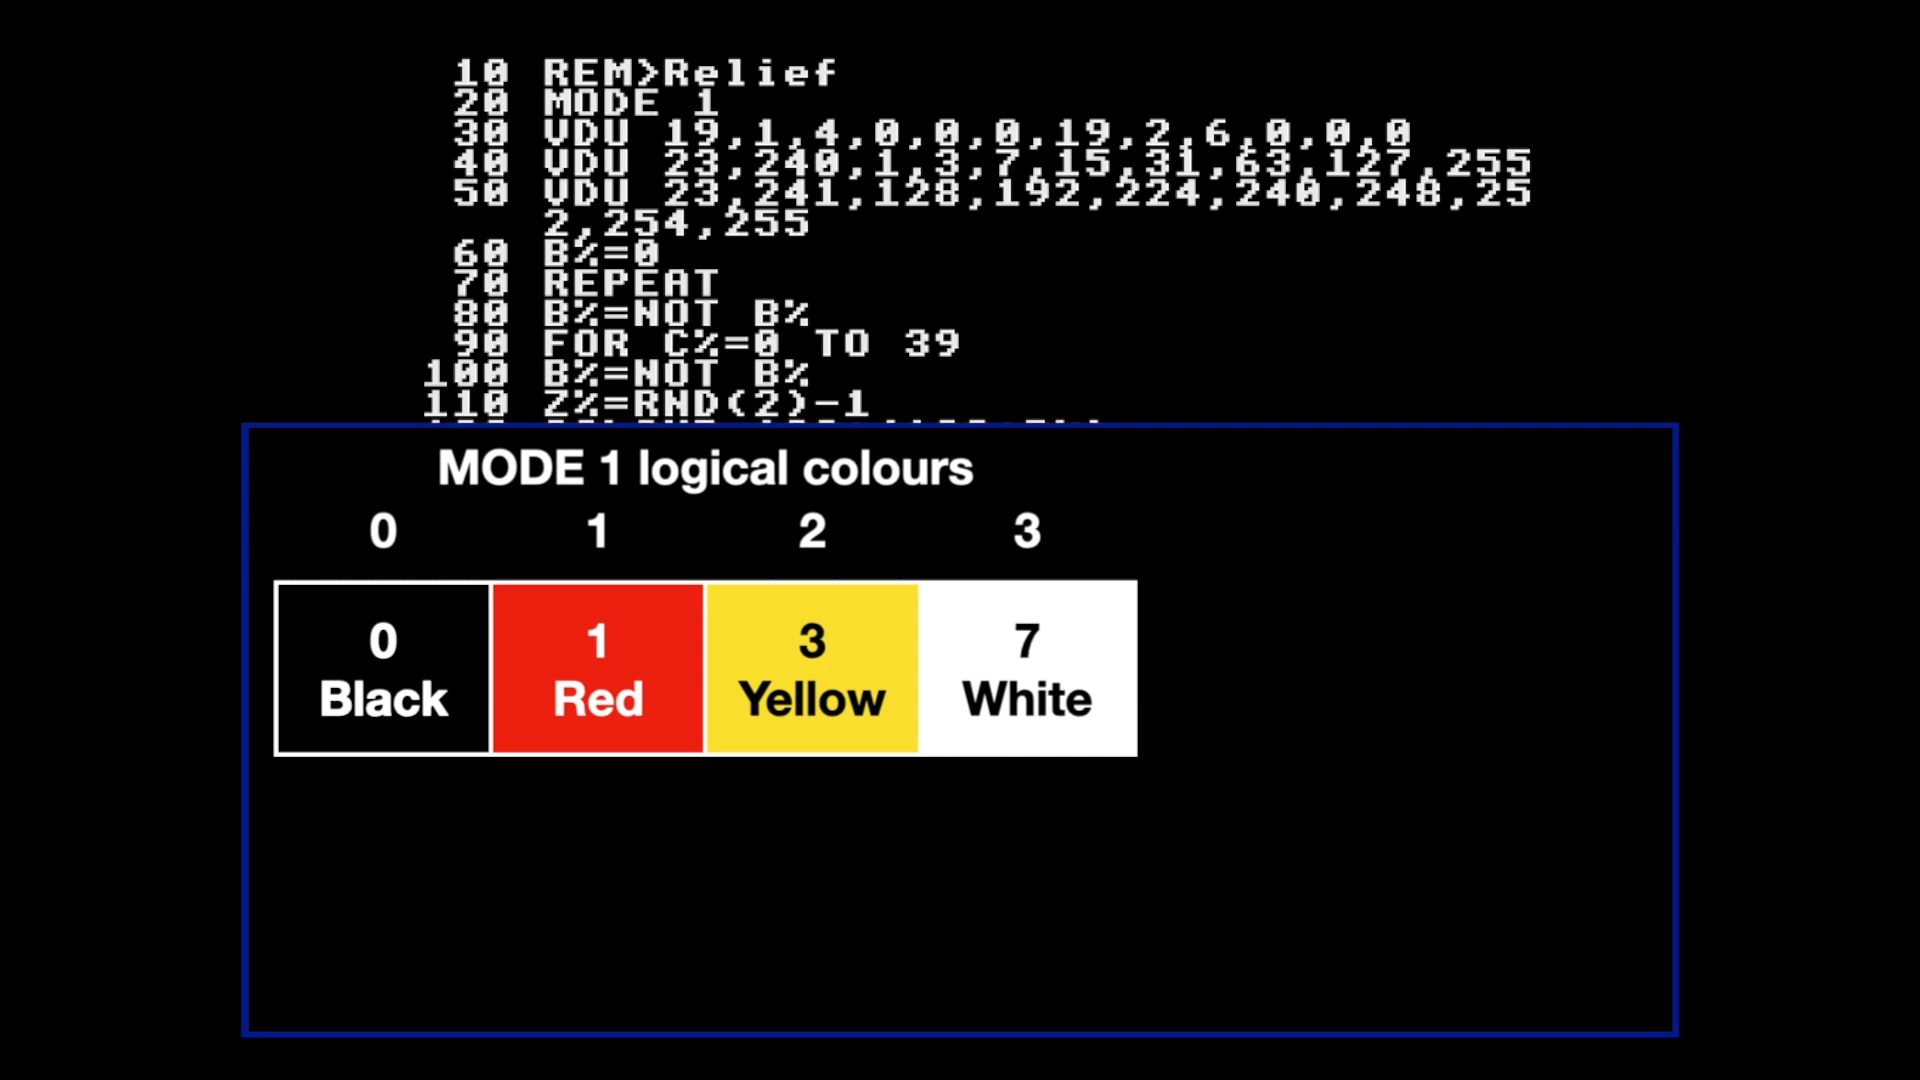 10 REM>Relief
20 MODE 1
30 VDU 19,1,4,0,0,0,19,2,6,0,0,0
40 VDU 23,240,1,3,7,15,31,63,127,255
50 VDU 23,241,128,192,224,240,248,25
2,254,255
60 B%=0
70 REPEAT
80 B%=NOT B%
90 FOR C%=0 TO 39
100 B%=NOT B%
110 Z%=RND(2)-1
MODE 1 logical colours
0 1 2 3
0 1 3 7
Black Red Yellow White